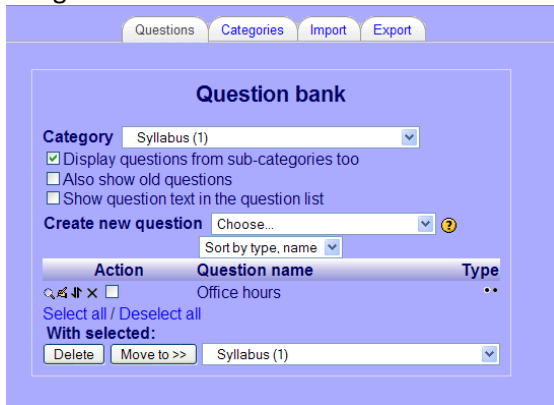 Questions Categories Import Export
Question bank
Category Syllabus (1)
Display questions from sub-categories too
Also show old questions
Show question text in the question list
Create new question Choose... ?
Sort by type, name
Action Question name Type
Office hours
Select all / Deselect all
With selected:
Delete Move to >> Syllabus (1)